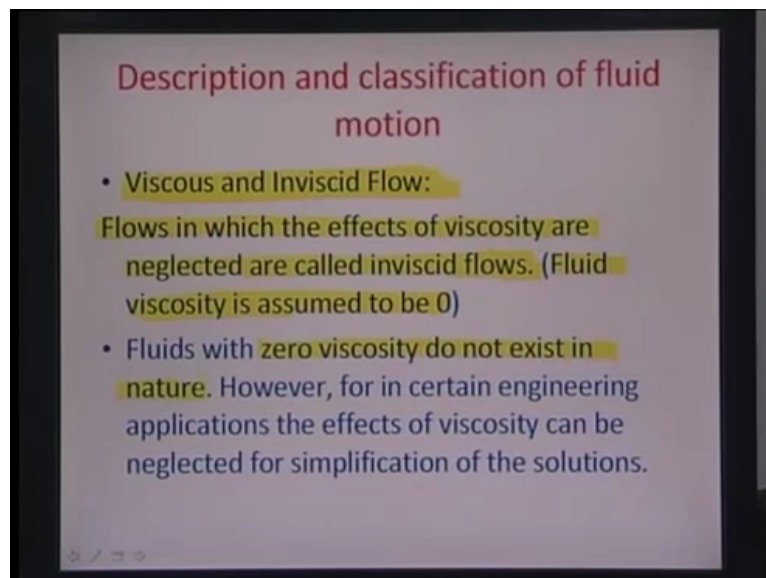 Description and classification of fluid
motion
• Viscous and Inviscid Flow:
Flows in which the effects of viscosity are
neglected are called inviscid flows. (Fluid
viscosity is assumed to be 0)
• Fluids with zero viscosity do not exist in
nature. However, for in certain engineering
applications the effects of viscosity can be
neglected for simplification of the solutions.